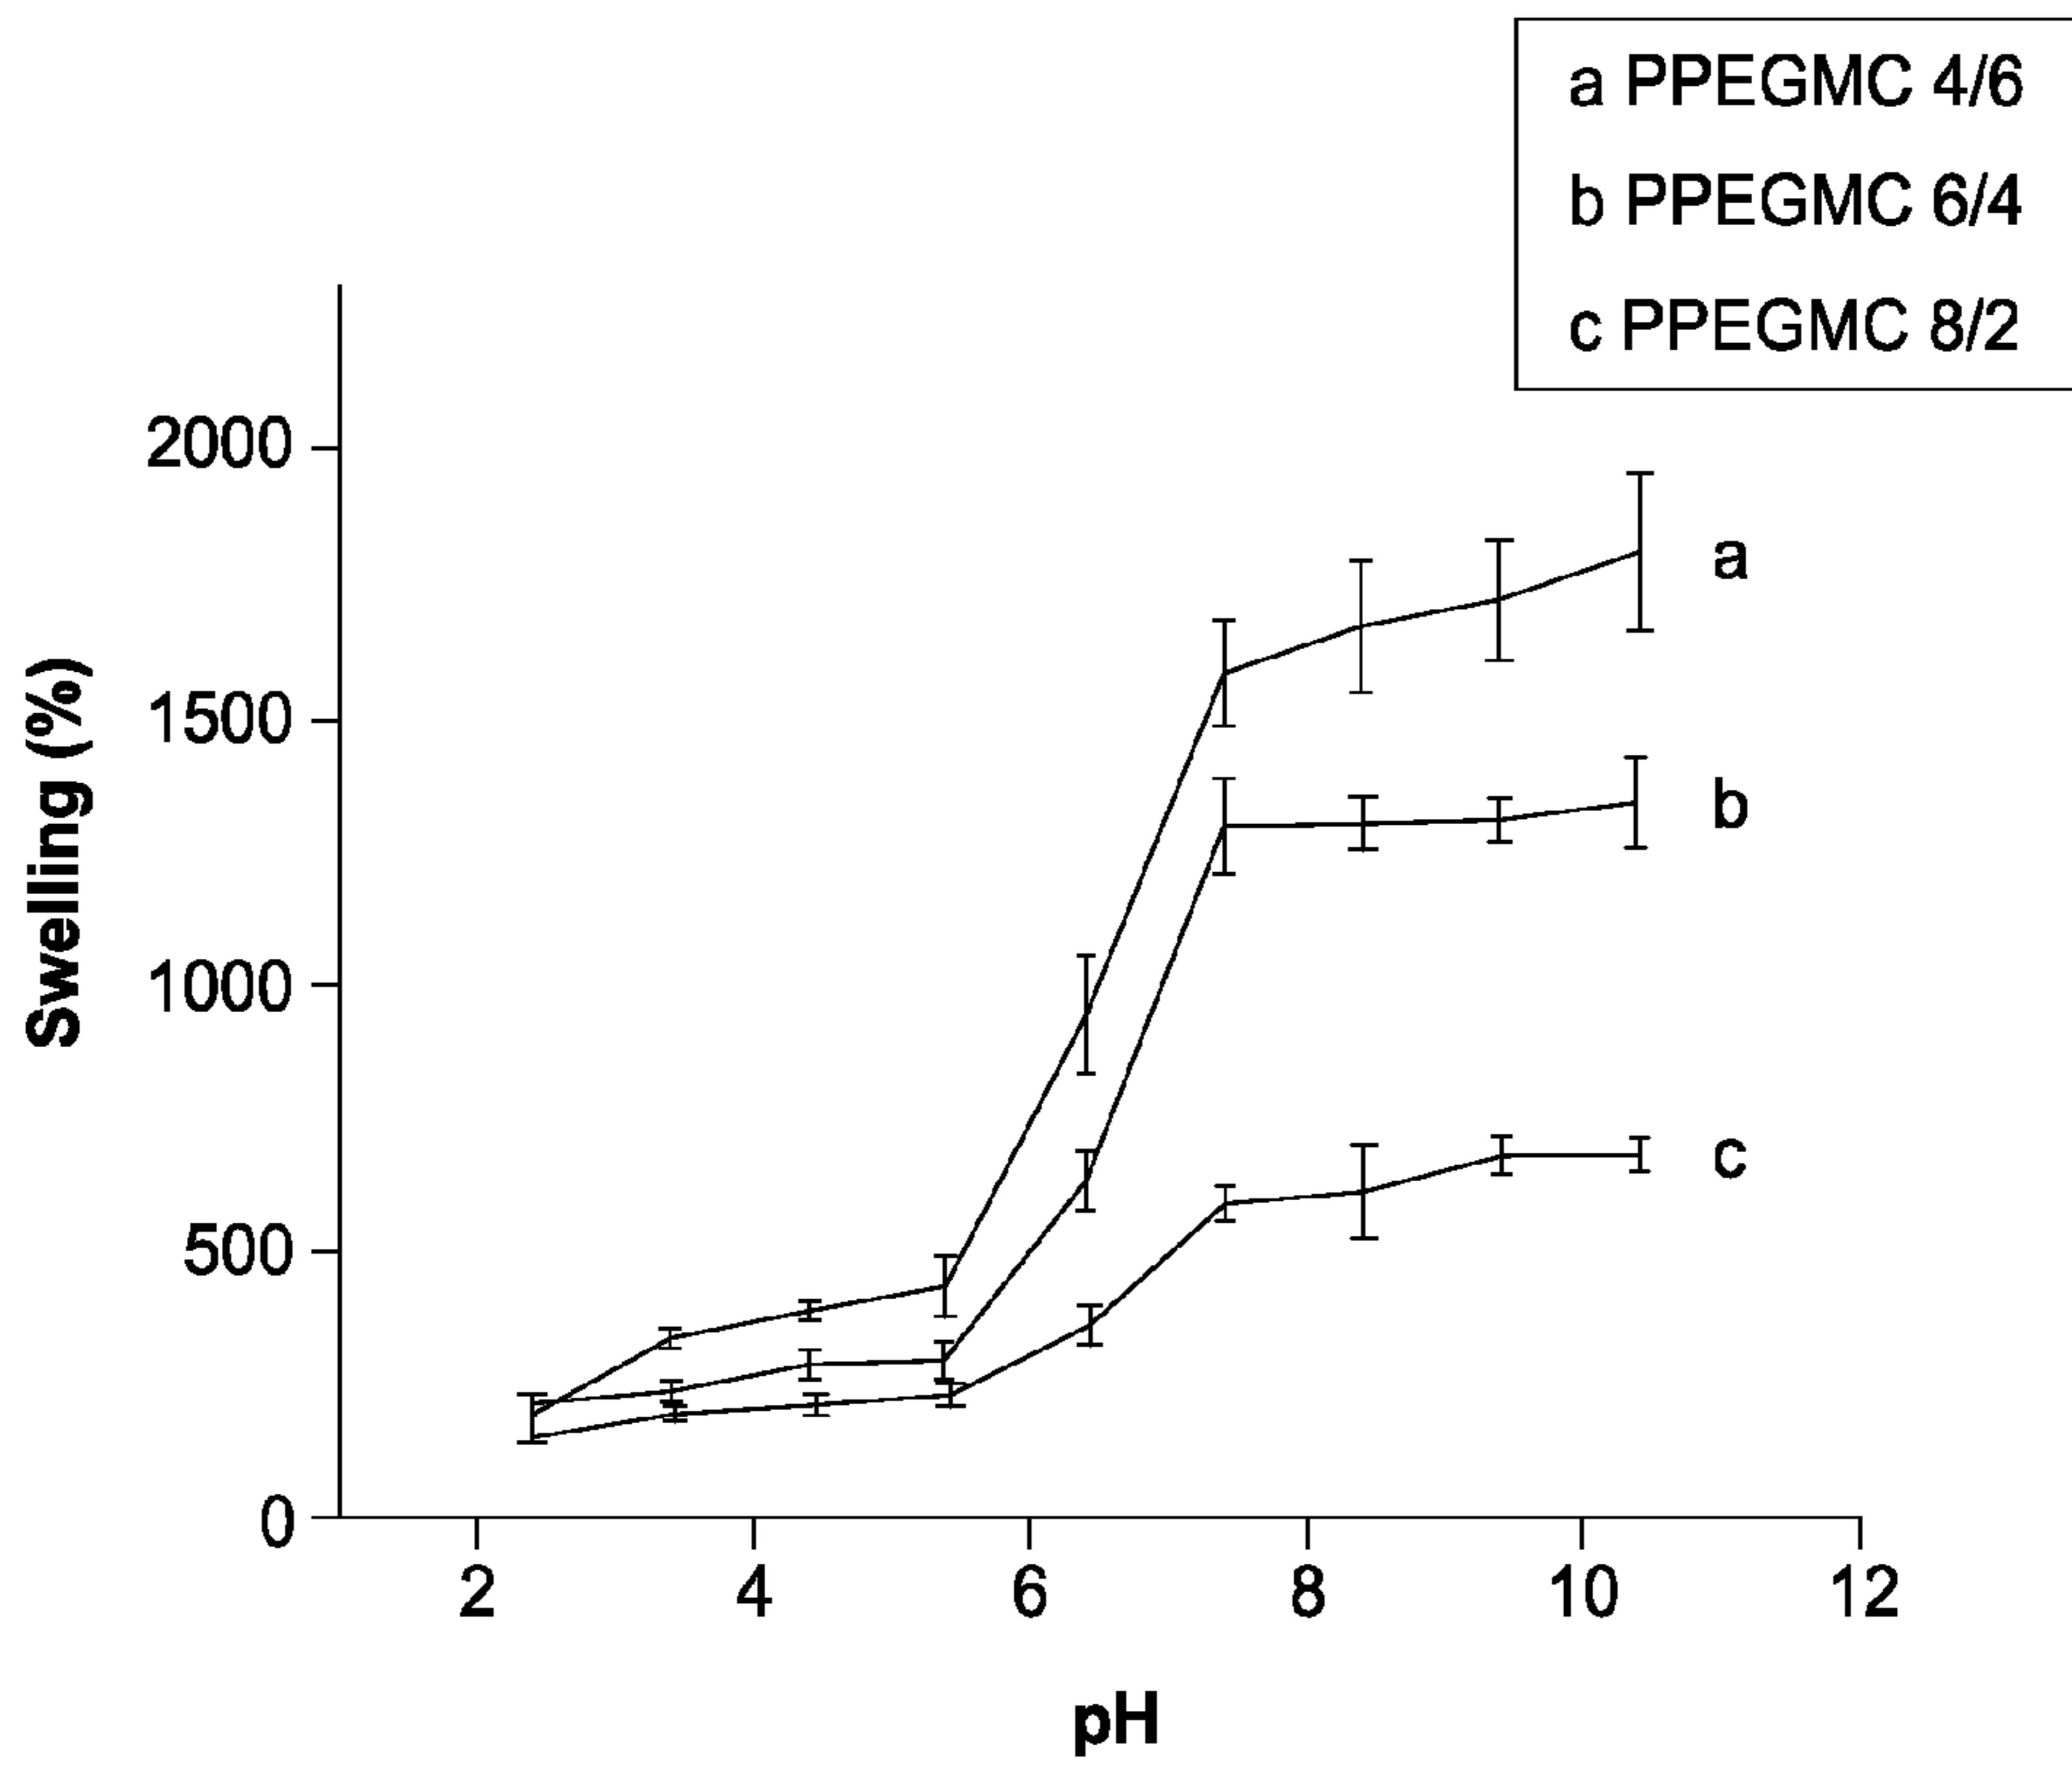 a PPEGMC 4/6
b PPEGMC 6/4
c PPEGMC 8/2
Swelling (%)
2000
1500
1000
500
0
a
b
c
2 4 6 8 10 12
pH